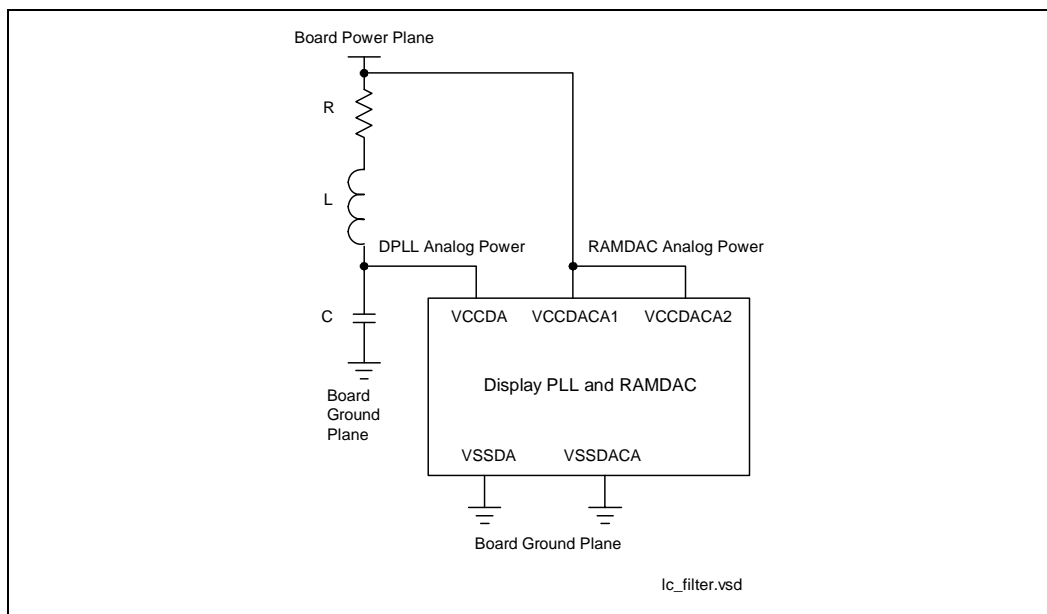 Board Power Plane
R
L
DPLL Analog Power
RAMDAC Analog Power
C
VCCDA
VCCDACA1
VCCDACA2
Display PLL and RAMDAC
Board
Ground
Plane
VSSDA
VSSDACA
Board Ground Plane
lc_filter.vsd